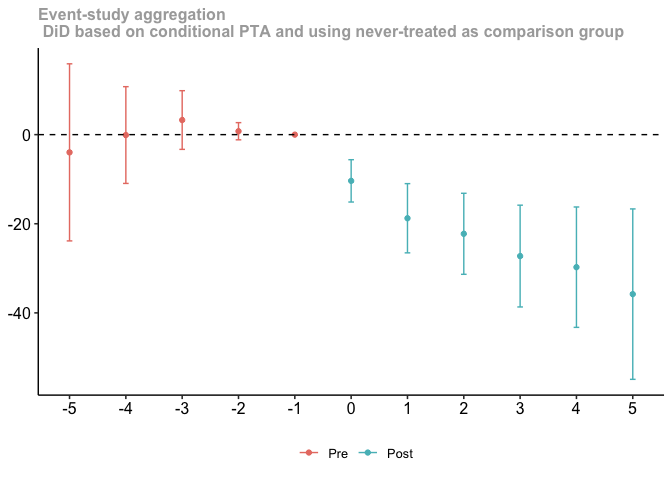 Event-study aggregation
DiD based on conditional PTA and using never-treated as comparison group
0
-20
-40
-5 -4 -3 -2 -1 0 1 2 3 4 5
Pre Post